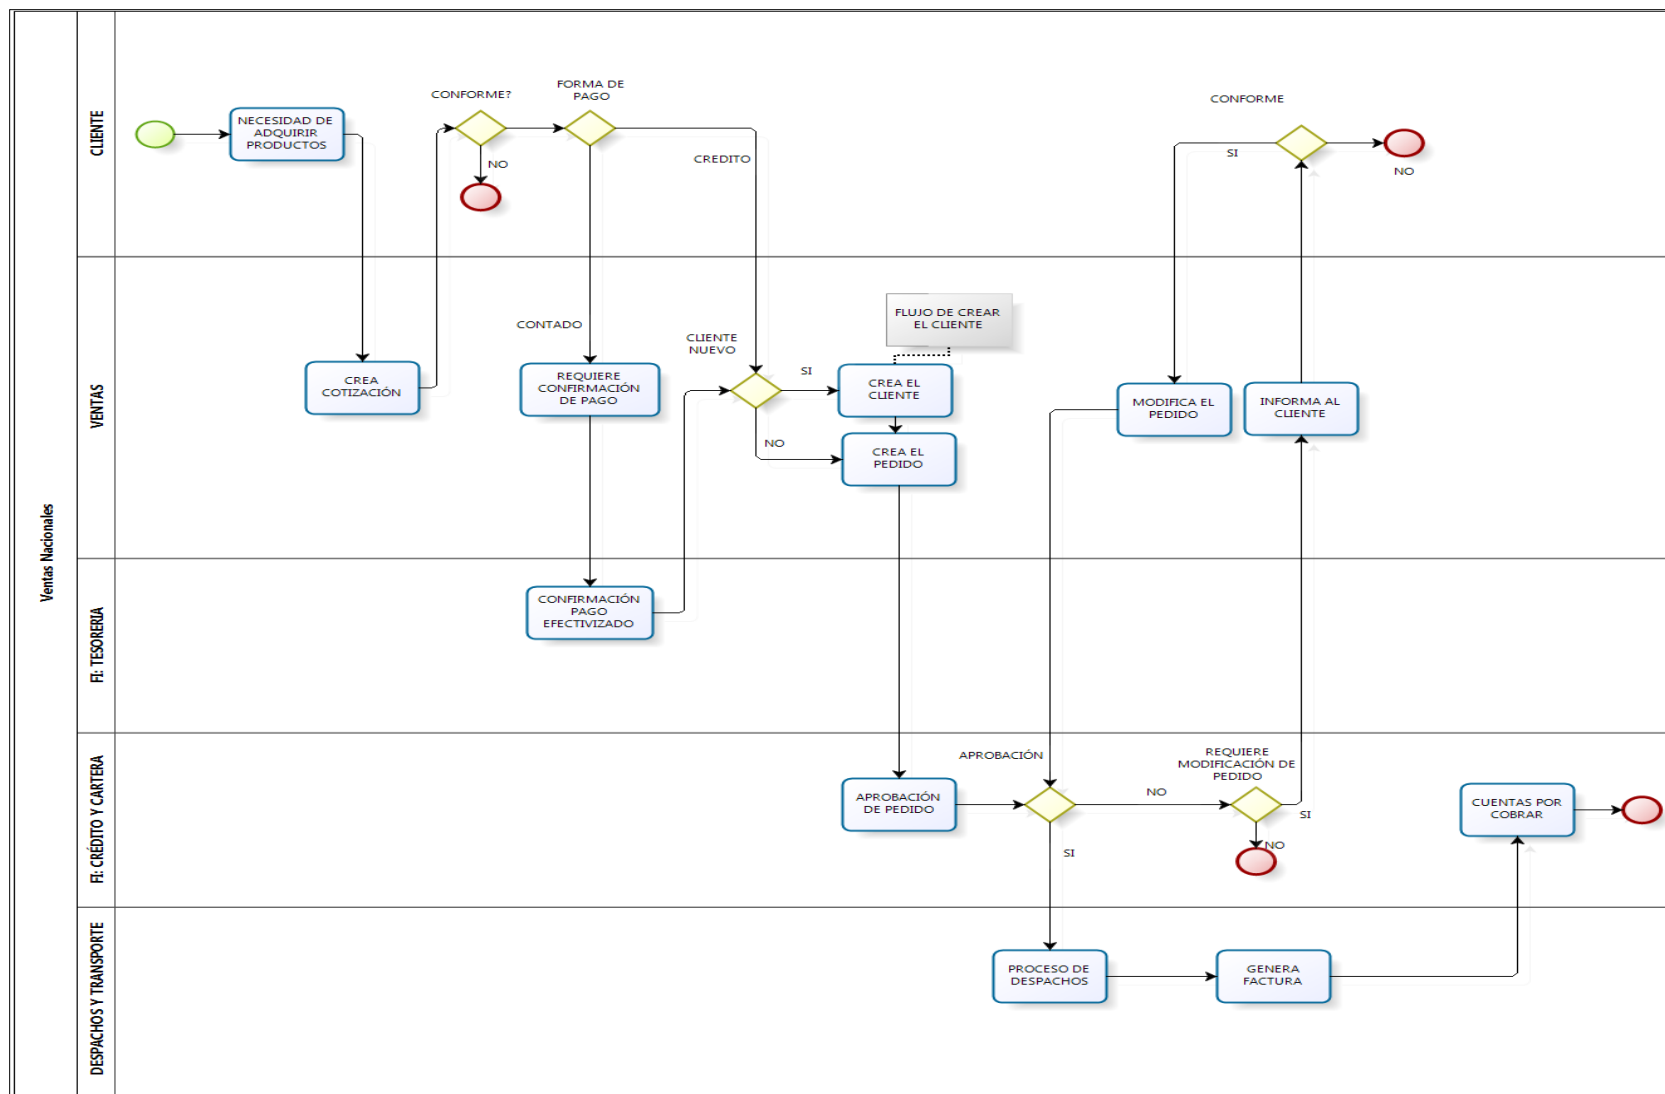 Ventas Nacionales
CLIENTE
NECESIDAD DE
ADQUIRIR
PRODUCTOS
CONFORME?
NO
FORMA DE
PAGO
CREDITO
CONFORME
SI
NO
VENTAS
CREA
COTIZACIÓN
CONTADO
REQUIERE
CONFIRMACIÓN
DE PAGO
CLIENTE
NUEVO
SI
NO
FLUJO DE CREAR
EL CLIENTE
CREA EL
CLIENTE
CREA EL
PEDIDO
MODIFICA EL
PEDIDO
INFORMA AL
CLIENTE
FI: TESORERIA
CONFIRMACIÓN
PAGO
EFECTIVIZADO
FI: CRÉDITO Y CARTERA
APROBACIÓN
DE PEDIDO
APROBACIÓN
NO
SI
REQUIERE
MODIFICACIÓN DE
PEDIDO
SI
NO
CUENTAS POR
COBRAR
DESPACHOS Y TRANSPORTE
PROCESO DE
DESPACHOS
GENERA
FACTURA